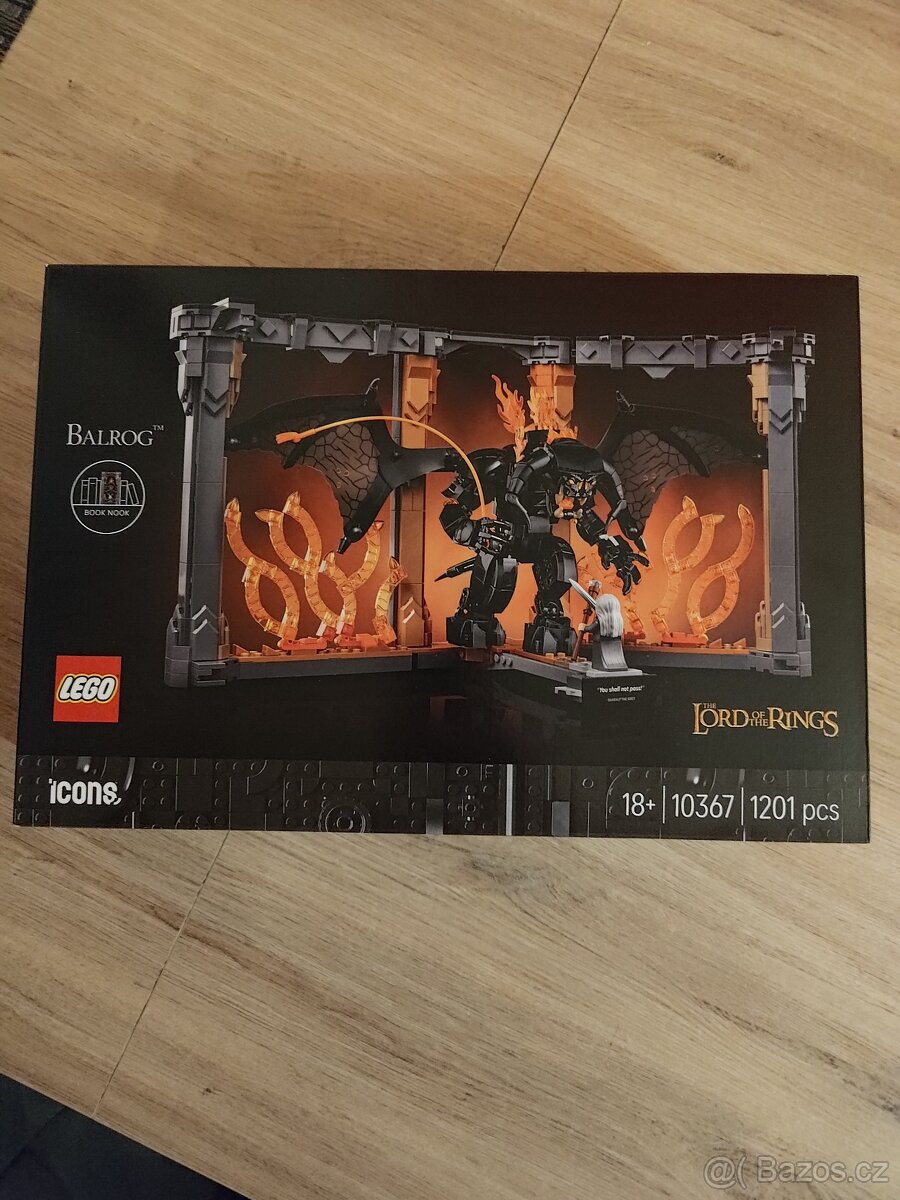 BALROG™
BOOK NOOK
LEGO
"You shall not pass!"
THE LORD OF THE RINGS
icons
18+ | 10367 | 1201 pcs
@( Bazos.cz